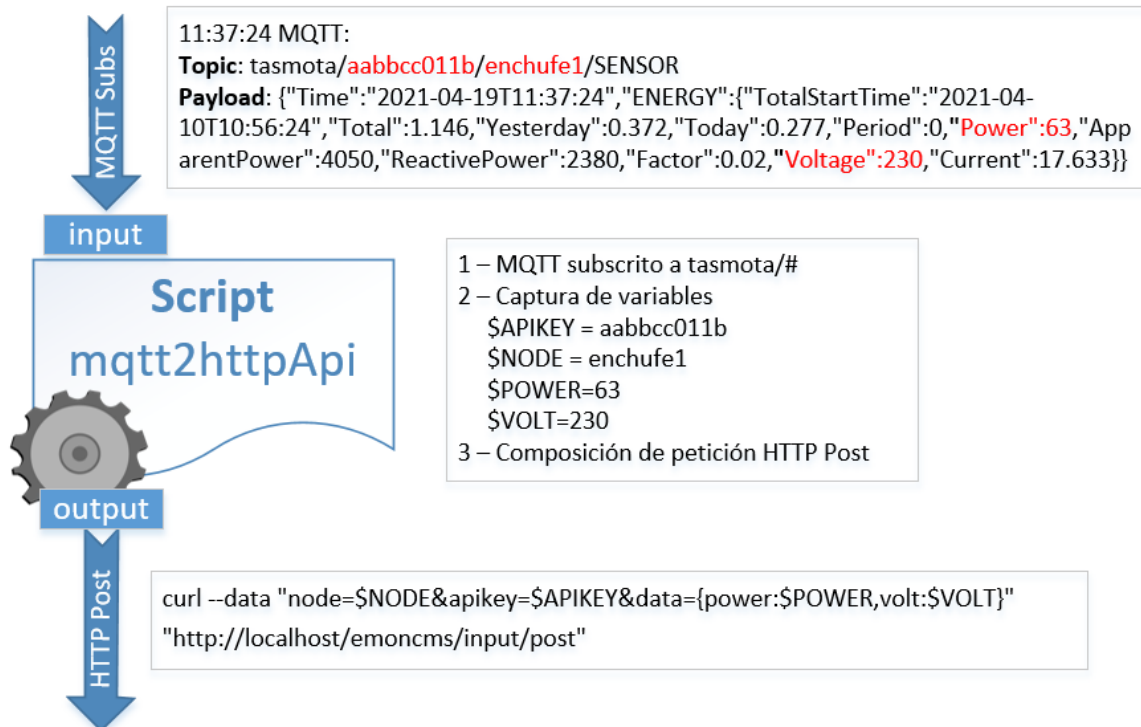 MQTT Subs
11:37:24 MQTT:
Topic: tasmota/aabbcc011b/enchufe1/SENSOR
Payload: {"Time":"2021-04-19T11:37:24","ENERGY":{"TotalStartTime":"2021-04-
10T10:56:24","Total":1.146,"Yesterday":0.372,"Today":0.277,"Period":0,"Power":63,"App
arentPower":4050,"ReactivePower":2380,"Factor":0.02,"Voltage":230,"Current":17.633}}
input
Script
mqtt2httpApi
1 – MQTT subscrito a tasmota/#
2 – Captura de variables
$APIKEY = aabbcc011b
$NODE = enchufe1
$POWER=63
$VOLT=230
3 – Composición de petición HTTP Post
output
HTTP Post
curl --data "node=$NODE&apikey=$APIKEY&data={power:$POWER,volt:$VOLT}"
"http://localhost/emoncms/input/post"